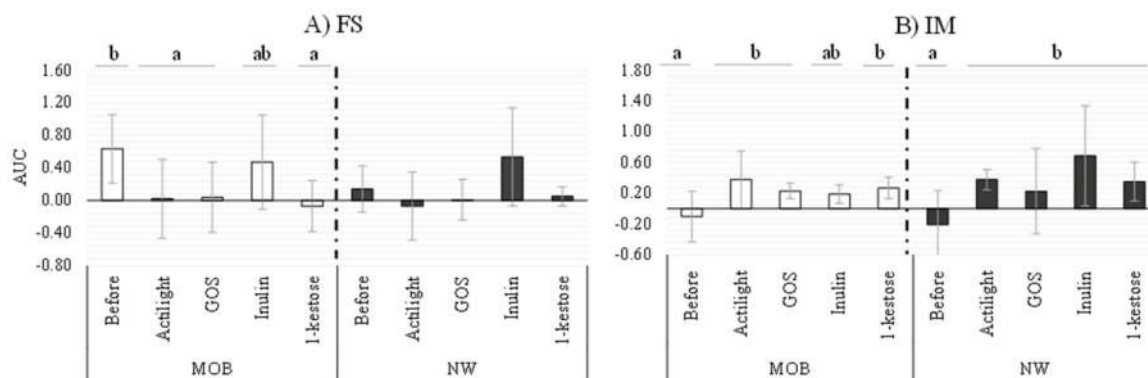 A) FS
b a ab a
1.60
1.20
0.80
0.40
0.00
-0.40
-0.80
AUC
Before Actilight GOS Inulin 1-kestose Before Actilight GOS Inulin 1-kestose
MOB NW
B) IM
a b ab b a b
1.80
1.40
1.00
0.60
0.20
-0.20
-0.60
Before Actilight GOS Inulin 1-kestose Before Actilight GOS Inulin 1-kestose
MOB NW